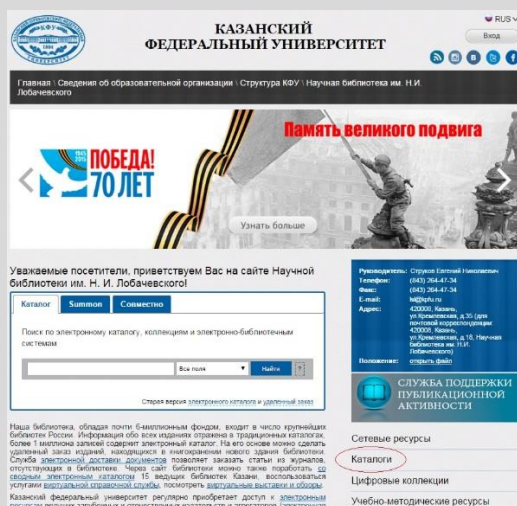 КАЗАНСКИЙ
ФЕДЕРАЛЬНЫЙ УНИВЕРСИТЕТ
RUS
Вход
КФУ
1804
Главная \ Сведения об образовательной организации \ Структура КФУ \ Научная библиотека им. Н.И.
Лобачевского
1945
2015
ПОБЕДА!
70 ЛЕТ
Память великого подвига
Узнать больше
Уважаемые посетители, приветствуем Вас на сайте Научной
библиотеки им. Н. И. Лобачевского!
Каталог Summon Совместно
Поиск по электронному каталогу, коллекциям и электронно-библиотечным
системам
Все поля Найти
Старая версия электронного каталога и удаленный заказ
Наша библиотека, обладая почти 6-миллионным фондом, входит в число крупнейших
библиотек России. Информация обо всех изданиях отражена в традиционных каталогах,
более 1 миллиона записей содержит электронный каталог. На его основе можно сделать
удаленный заказ изданий, находящихся в книгохранении нового здания библиотеки.
Служба электронной доставки документов позволяет заказать статьи из журналов,
отсутствующих в библиотеке. Через сайт библиотеки можно также поработать со
сводным электронным каталогом 15 ведущих библиотек Казани, воспользоваться
услугами виртуальной справочной службы, посмотреть виртуальные выставки и обзоры.
Казанский федеральный университет регулярно приобретает доступ к электронным
Руководитель: Струков Евгений Николаевич
Телефон: (843) 264-47-34
Факс: (843) 264-47-34
E-mail:
Адрес: 420008, Казань,
ул.Кремлевская, д.35 (для
почтовой корреспонденции)
420008, Казань,
ул.Кремлевская, д.18, Научная
библиотека им. Н.И.
Лобачевского)
Положение: открыть файл
СЛУЖБА ПОДДЕРЖКИ
ПУБЛИКАЦИОННОЙ
АКТИВНОСТИ
Сетевые ресурсы
Каталоги
Цифровые коллекции
Учебно-методические ресурсы